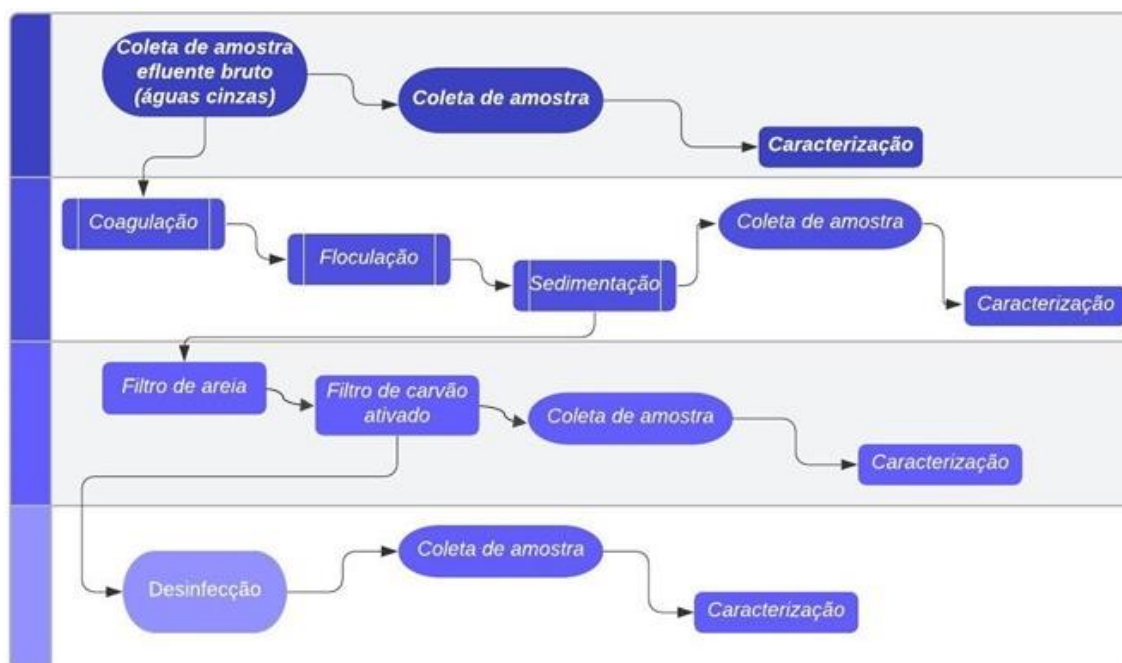 Coleta de amostra
efluente bruto
(águas cinzas)
Coleta de amostra
Caracterização
Coagulação
Floculação
Sedimentação
Coleta de amostra
Caracterização
Filtro de areia
Filtro de carvão
ativado
Coleta de amostra
Caracterização
Desinfecção
Coleta de amostra
Caracterização